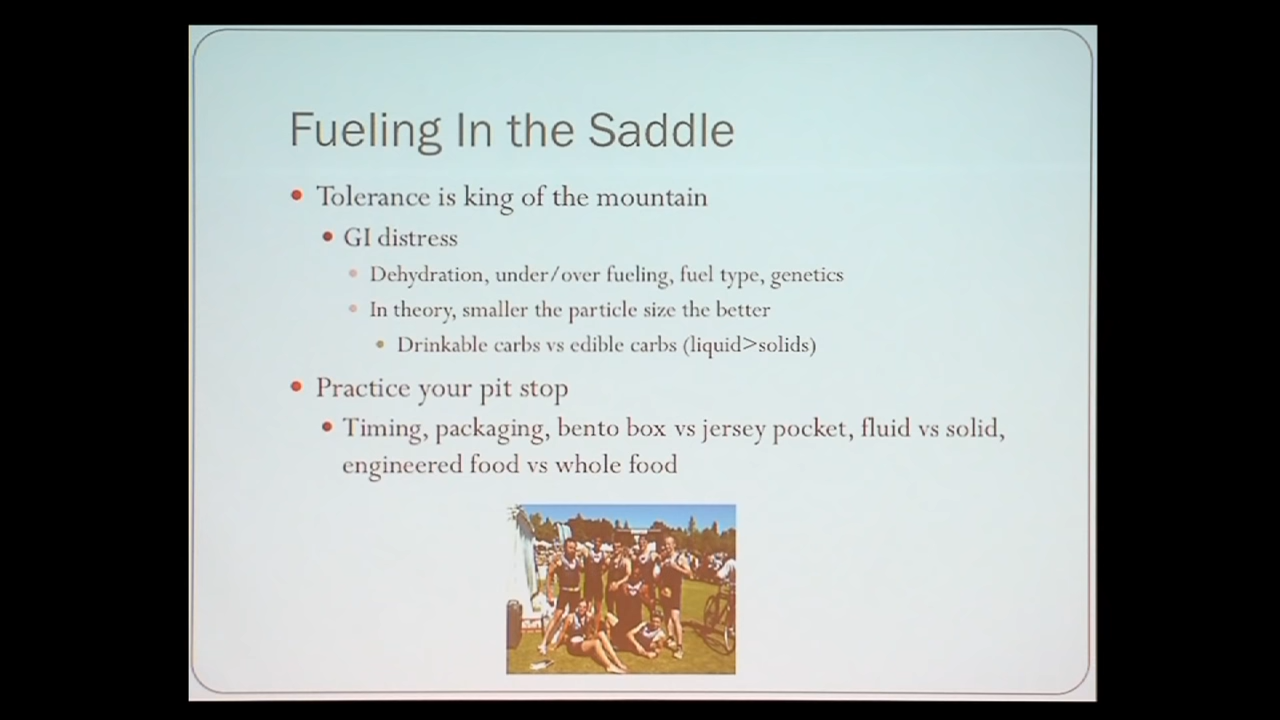 Fueling In the Saddle
Tolerance is king of the mountain
GI distress
Dehydration, under/over fueling, fuel type, genetics
In theory, smaller the particle size the better
Drinkable carbs vs edible carbs (liquid>solids)
Practice your pit stop
Timing, packaging, bento box vs jersey pocket, fluid vs solid,
engineered food vs whole food